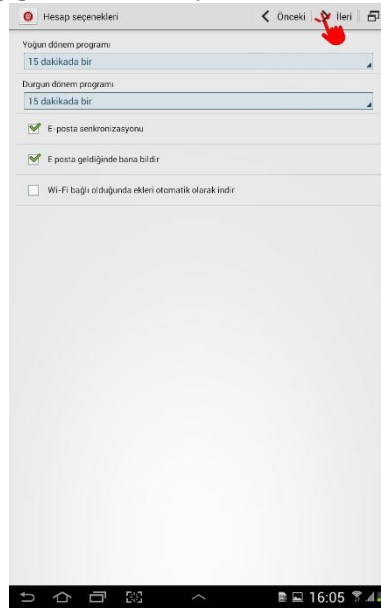 Hesap seçenekleri
Önceki
İleri
Yoğun dönem programı
15 dakikada bir
Durgun dönem programı
15 dakikada bir
E-posta senkronizasyonu
E posta geldiğinde bana bildir
Wi-Fi bağlı olduğunda ekleri otomatik olarak indir
16:05